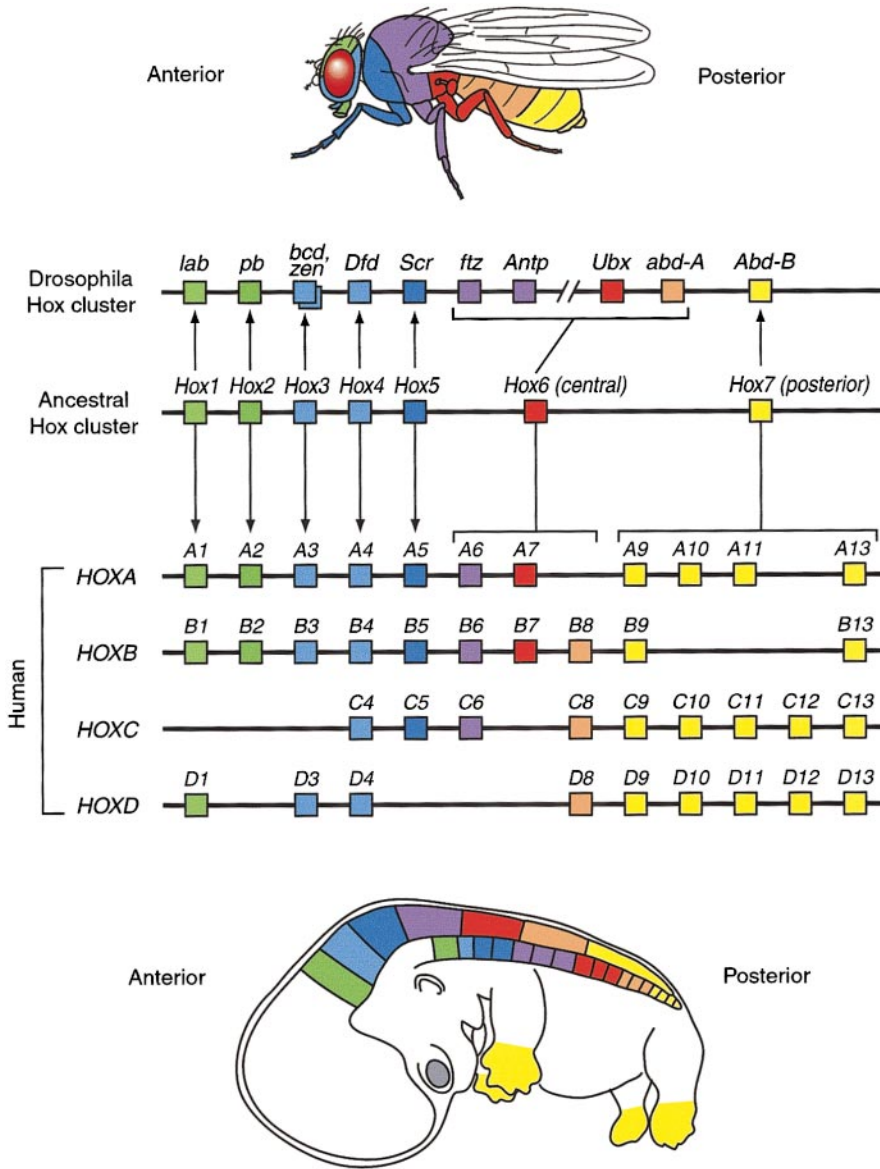 Anterior
Posterior
lab pb bcd, zen Dfd Scr ftz Antp Ubx abd-A Abd-B
Drosophila
Hox cluster
Hox1 Hox2 Hox3 Hox4 Hox5 Hox6 (central) Hox7 (posterior)
Ancestral
Hox cluster
A1 A2 A3 A4 A5 A6 A7 A9 A10 A11 A13
HOXA
B1 B2 B3 B4 B5 B6 B7 B8 B9 B13
HOXB
Human
C4 C5 C6 C8 C9 C10 C11 C12 C13
HOXC
D1 D3 D4 D8 D9 D10 D11 D12 D13
HOXD
Anterior
Posterior